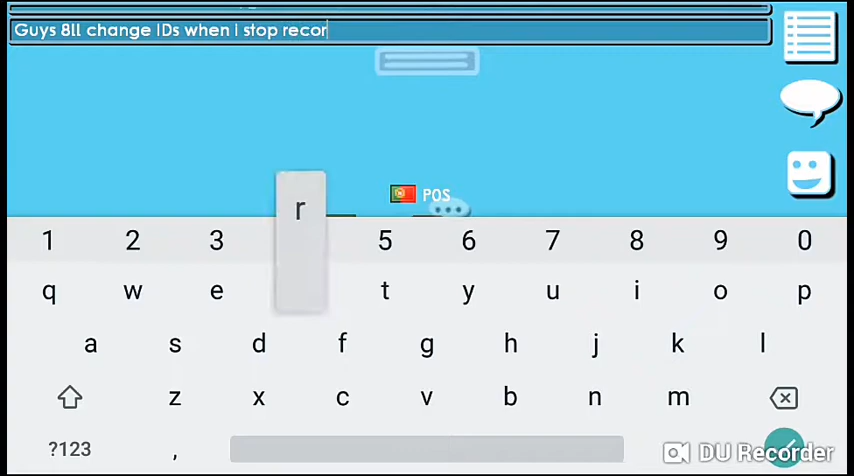 Guys 8ll change IDs when I stop recor
POS
r
1 2 3 5 6 7 8 9 0
q w e t y u i o p
a s d f g h j k l
z x c v b n m
?123 ,
DU Recorder